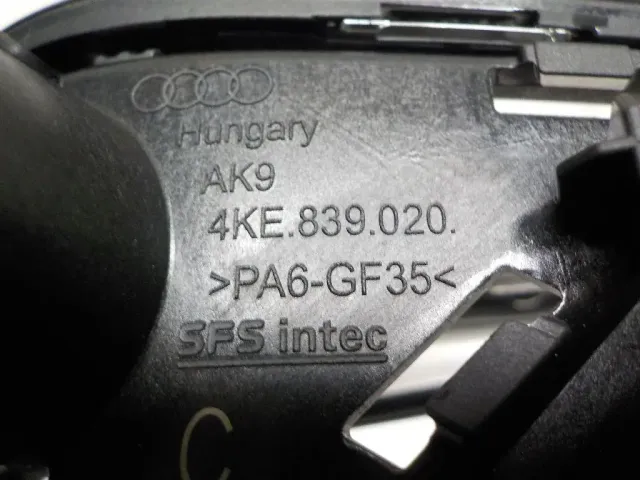 Hungary
AK9
4KE.839.020.
>PA6-GF35<
SFS intec
C